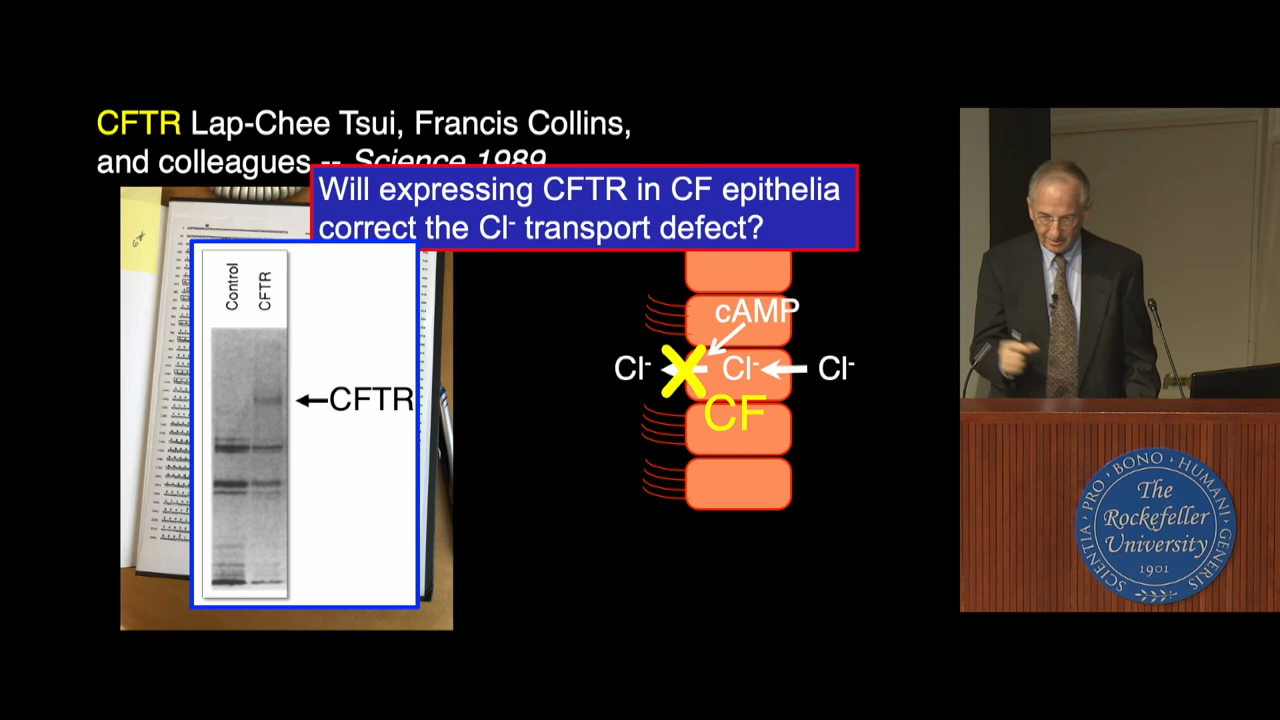 CFTR Lap-Chee Tsui, Francis Collins,
and colleagues -- Science 1989
Will expressing CFTR in CF epithelia
correct the Cl- transport defect?
Control
CFTR
CFTR
cAMP
Cl-
Cl-
Cl-
CF
PRO · BONO · HUMANI · GENERIS · SCIENTIA
The
Rockefeller
University
1901